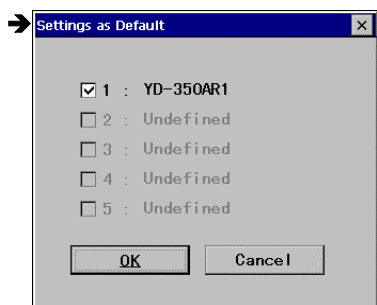 Settings as Default
1 : YD-350AR1
2 : Undefined
3 : Undefined
4 : Undefined
5 : Undefined
OK Cancel